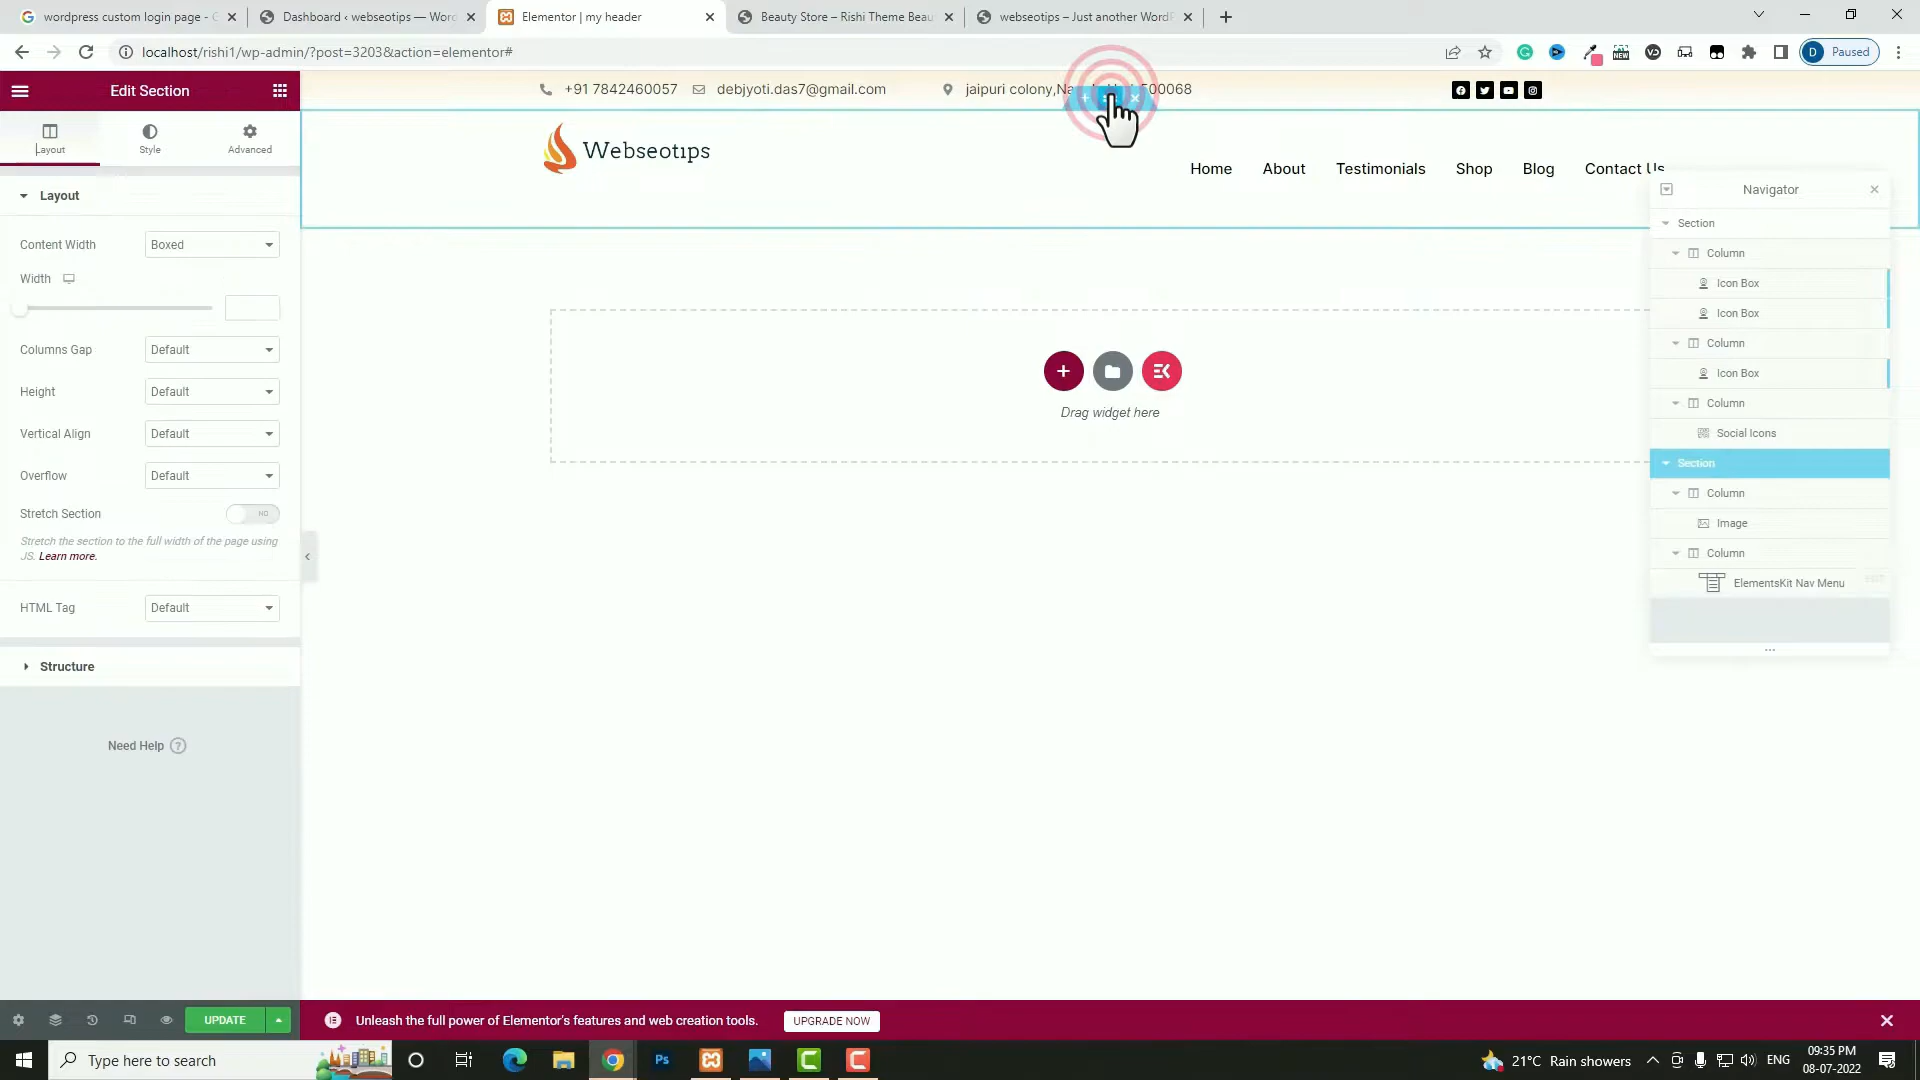 wordpress custom login page - G
Dashboard ‹ webseotips — Word
Elementor | my header
Beauty Store – Rishi Theme Beau
webseotips – Just another WordP
localhost/rishi1/wp-admin/?post=3203&action=elementor#
NEW
D Paused
Edit Section
+91 7842460057
debjyoti.das7@gmail.com
jaipuri colony,Na
500068
Layout
Style
Advanced
Webseotips
Home
About
Testimonials
Shop
Blog
Contact Us
Navigator
Layout
Content Width
Boxed
Width
Columns Gap
Default
Height
Default
Vertical Align
Default
Overflow
Default
Stretch Section
NO
Stretch the section to the full width of the page using
JS. Learn more.
HTML Tag
Default
Structure
Need Help ?
Drag widget here
Section
Column
Icon Box
Icon Box
Column
Icon Box
Column
Social Icons
Section
Column
Image
Column
ElementsKit Nav Menu
UPDATE
Unleash the full power of Elementor's features and web creation tools.
UPGRADE NOW
Type here to search
Ps
21°C Rain showers
ENG
09:35 PM
08-07-2022